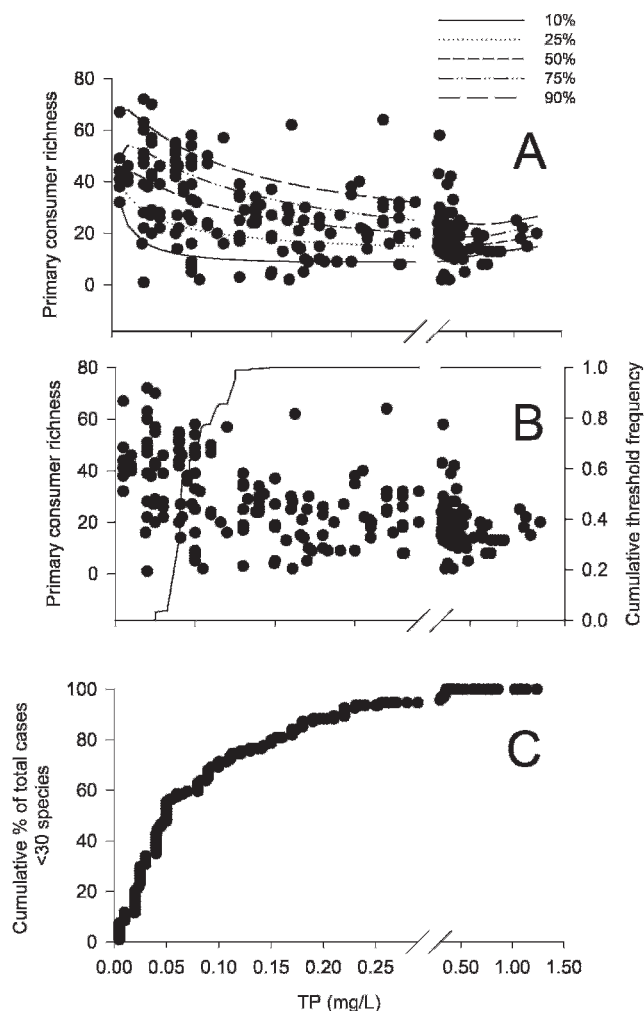 10%
25%
50%
75%
90%
A
Primary consumer richness
80
60
40
20
0
B
Primary consumer richness
80
60
40
20
0
Cumulative threshold frequency
1.0
0.8
0.6
0.4
0.2
0.0
C
Cumulative % of total cases
<30 species
100
80
60
40
20
0
0.00 0.05 0.10 0.15 0.20 0.25 0.50 1.00 1.50
TP (mg/L)